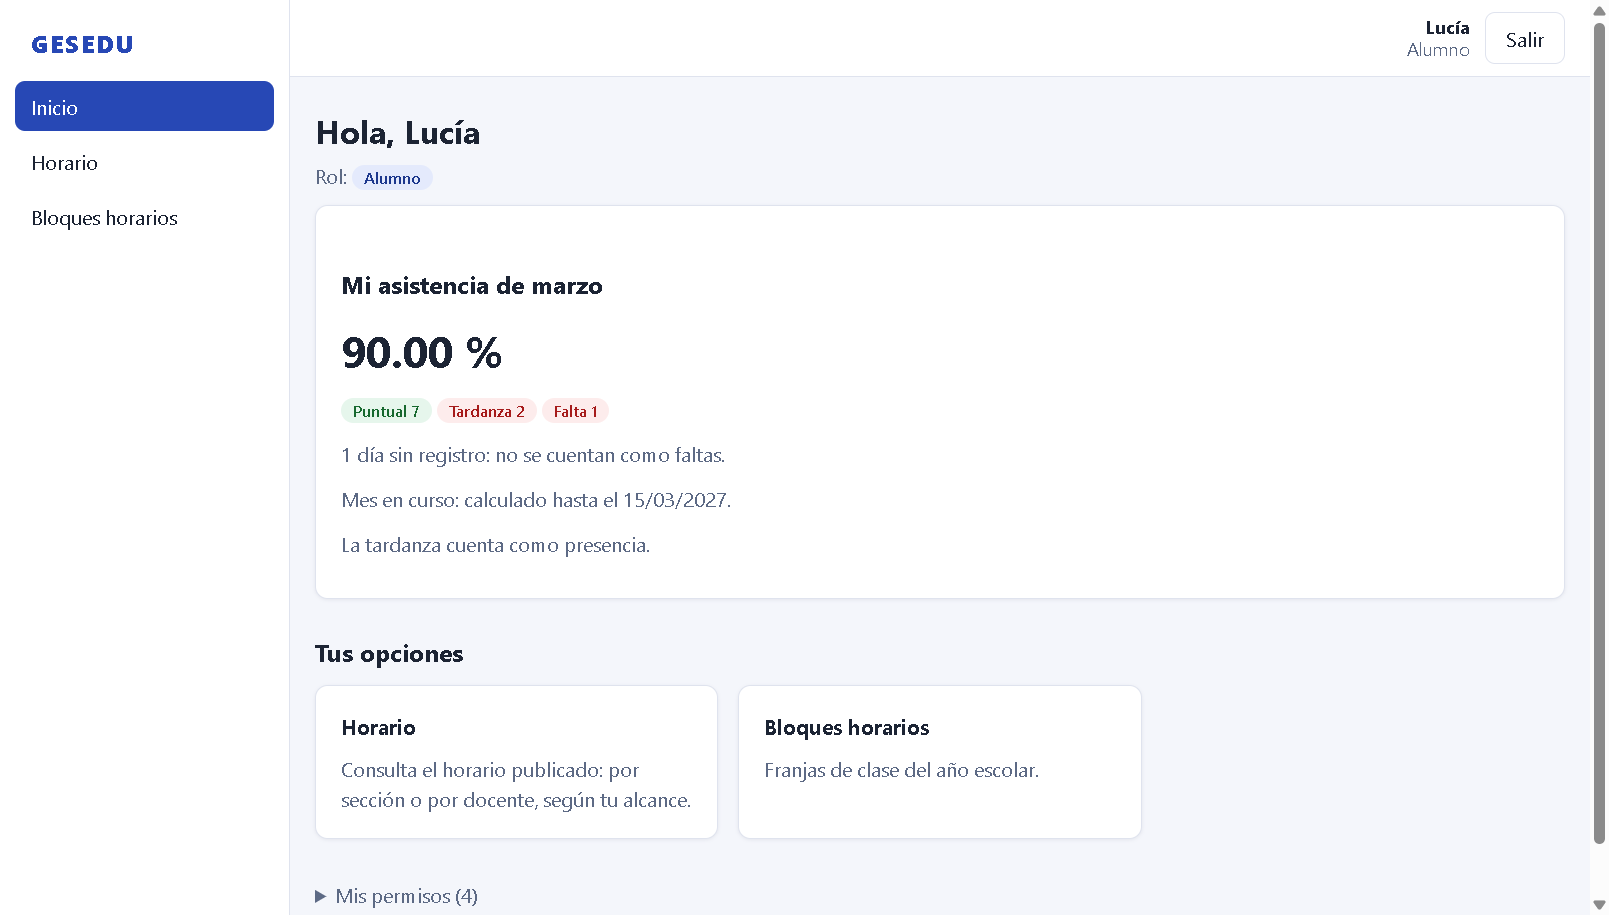 GESEDU
Inicio
Horario
Bloques horarios
Lucía
Alumno
Salir
Hola, Lucía
Rol: Alumno
Mi asistencia de marzo
90.00 %
Puntual 7 Tardanza 2 Falta 1
1 día sin registro: no se cuentan como faltas.
Mes en curso: calculado hasta el 15/03/2027.
La tardanza cuenta como presencia.
Tus opciones
Horario
Consulta el horario publicado: por
sección o por docente, según tu alcance.
Bloques horarios
Franjas de clase del año escolar.
Mis permisos (4)